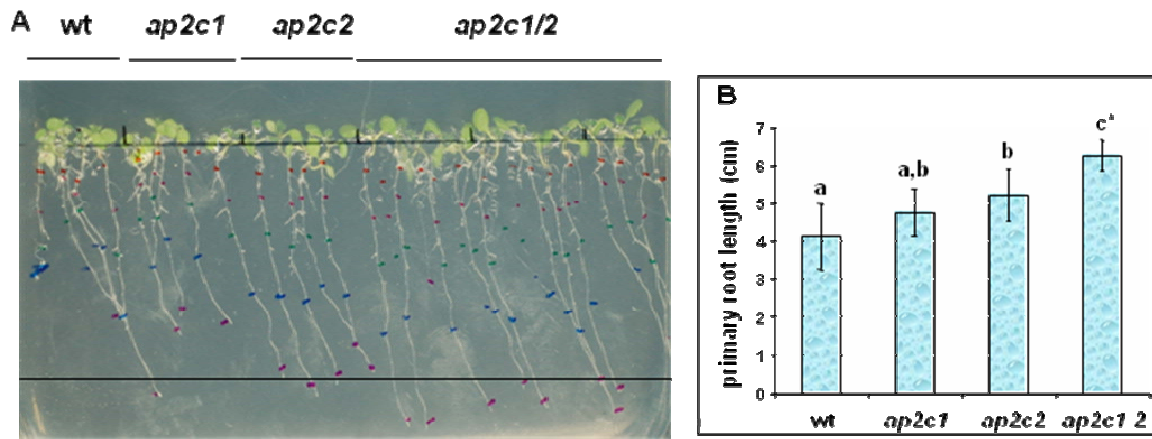 A wt ap2c1 ap2c2 ap2c1/2
B
primary root length (cm)
7
6
5
4
3
2
1
0
a
a,b
b
c*
wt ap2c1 ap2c2 ap2c1 2